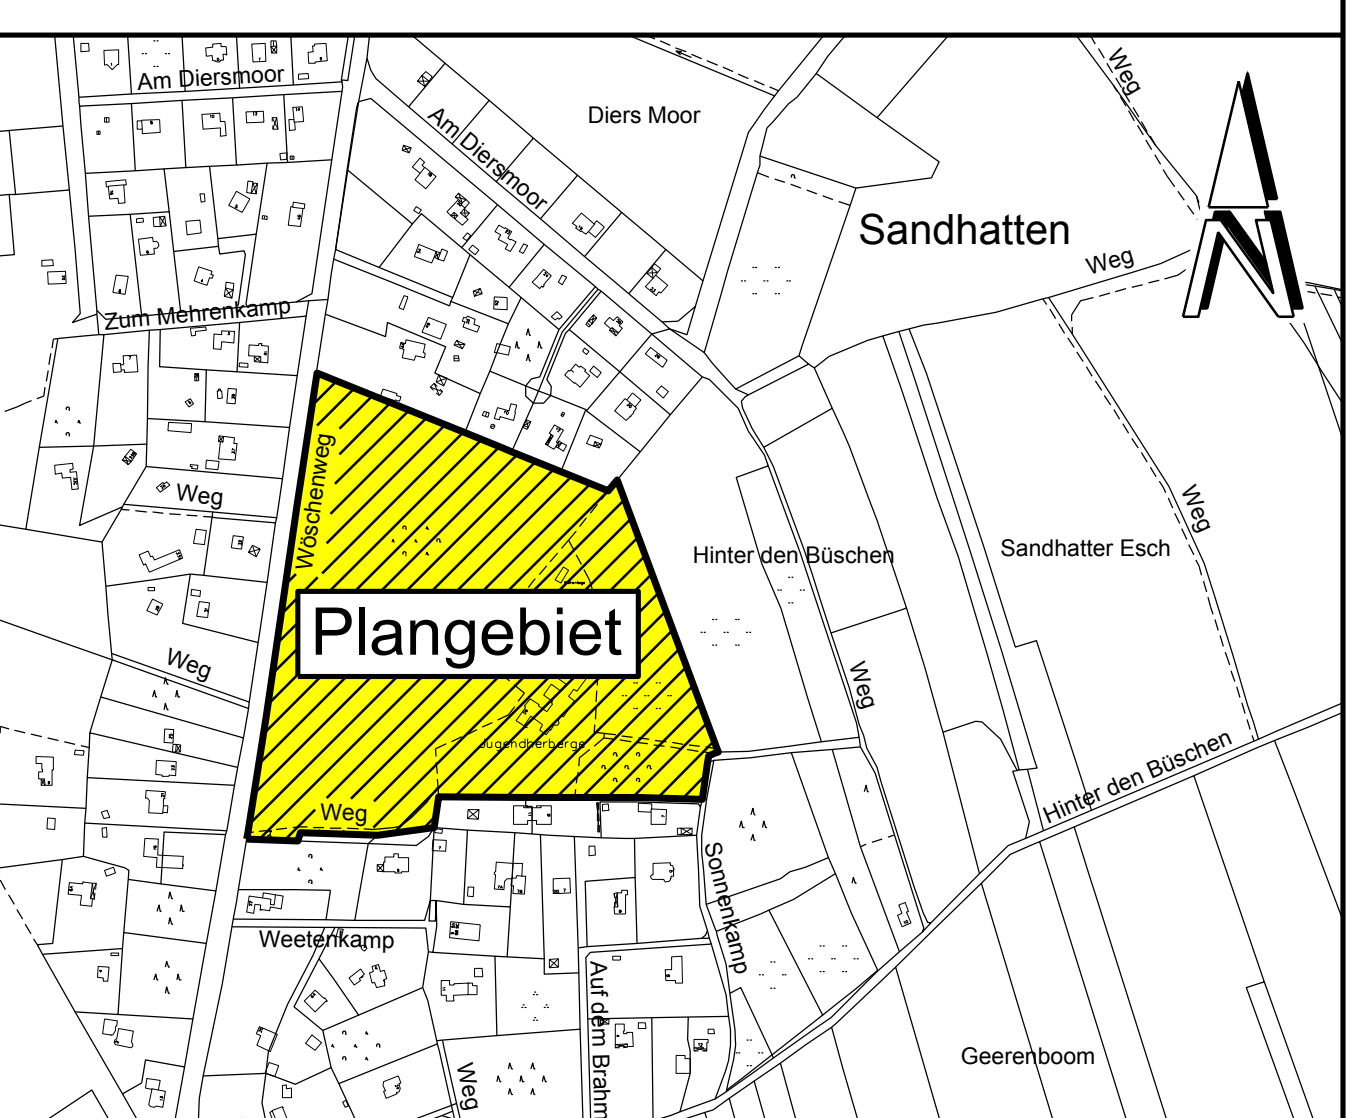 Am Diersmoor
Weg
Diers Moor
Am Diersmoor
Sandhatten
N
Weg
Zum Mehrenkamp
Wöschenweg
Weg
Weg
Hinter den Büschen
Sandhatter Esch
Plangebiet
Weg
Weg
Jugendherberge
Hinter den Büschen
Weg
Sonnenkamp
Weetenkamp
Auf dem Brahm
Geerenboom
Weg